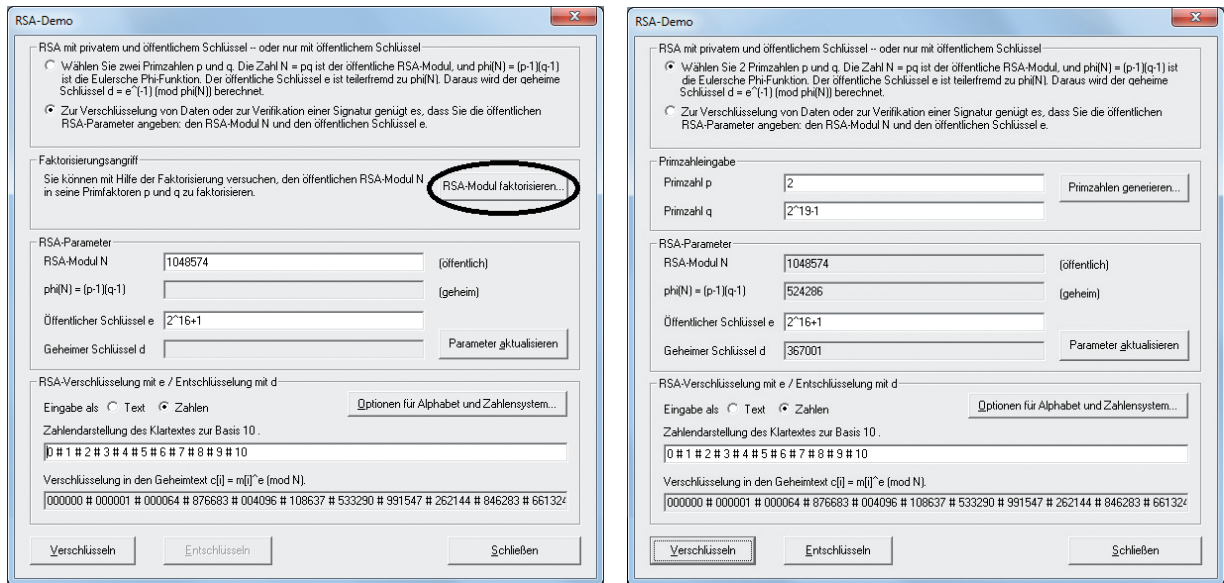 RSA-Demo
RSA mit privatem und öffentlichem Schlüssel -- oder nur mit öffentlichem Schlüssel
Wählen Sie zwei Primzahlen p und q. Die Zahl N = pq ist der öffentliche RSA-Modul, und phi(N) = (p-1)(q-1)
ist die Eulersche Phi-Funktion. Der öffentliche Schlüssel e ist teilerfremd zu phi(N). Daraus wird der geheime
Schlüssel d = e^(-1) (mod phi(N)) berechnet.
Zur Verschlüsselung von Daten oder zur Verifikation einer Signatur genügt es, dass Sie die öffentlichen
RSA-Parameter angeben: den RSA-Modul N und den öffentlichen Schlüssel e.
Faktorisierungsangriff
Sie können mit Hilfe der Faktorisierung versuchen, den öffentlichen RSA-Modul N
in seine Primfaktoren p und q zu faktorisieren.
RSA-Modul faktorisieren...
RSA-Parameter
RSA-Modul N 1048574 (öffentlich)
phi(N) = (p-1)(q-1) (geheim)
Öffentlicher Schlüssel e 2^16+1
Geheimer Schlüssel d Parameter aktualisieren
RSA-Verschlüsselung mit e / Entschlüsselung mit d
Eingabe als Text Zahlen Optionen für Alphabet und Zahlensystem...
Zahlendarstellung des Klartextes zur Basis 10 .
0 # 1 # 2 # 3 # 4 # 5 # 6 # 7 # 8 # 9 # 10
Verschlüsselung in den Geheimtext c[i] = m[i]^e (mod N).
000000 # 000001 # 000064 # 876683 # 004096 # 108637 # 533290 # 991547 # 262144 # 846283 # 661324
Verschlüsseln Entschlüsseln Schließen
RSA-Demo
RSA mit privatem und öffentlichem Schlüssel -- oder nur mit öffentlichem Schlüssel
Wählen Sie 2 Primzahlen p und q. Die Zahl N = pq ist der öffentliche RSA-Modul, und phi(N) = (p-1)(q-1) ist
die Eulersche Phi-Funktion. Der öffentliche Schlüssel e ist teilerfremd zu phi(N). Daraus wird der geheime
Schlüssel d = e^(-1) (mod phi(N)) berechnet.
Zur Verschlüsselung von Daten oder zur Verifikation einer Signatur genügt es, dass Sie die öffentlichen
RSA-Parameter angeben: den RSA-Modul N und den öffentlichen Schlüssel e.
Primzahleingabe
Primzahl p 2 Primzahlen generieren...
Primzahl q 2^19-1
RSA-Parameter
RSA-Modul N 1048574 (öffentlich)
phi(N) = (p-1)(q-1) 524286 (geheim)
Öffentlicher Schlüssel e 2^16+1
Geheimer Schlüssel d 367001 Parameter aktualisieren
RSA-Verschlüsselung mit e / Entschlüsselung mit d
Eingabe als Text Zahlen Optionen für Alphabet und Zahlensystem...
Zahlendarstellung des Klartextes zur Basis 10 .
0 # 1 # 2 # 3 # 4 # 5 # 6 # 7 # 8 # 9 # 10
Verschlüsselung in den Geheimtext c[i] = m[i]^e (mod N).
000000 # 000001 # 000064 # 876683 # 004096 # 108637 # 533290 # 991547 # 262144 # 846283 # 661324
Verschlüsseln Entschlüsseln Schließen